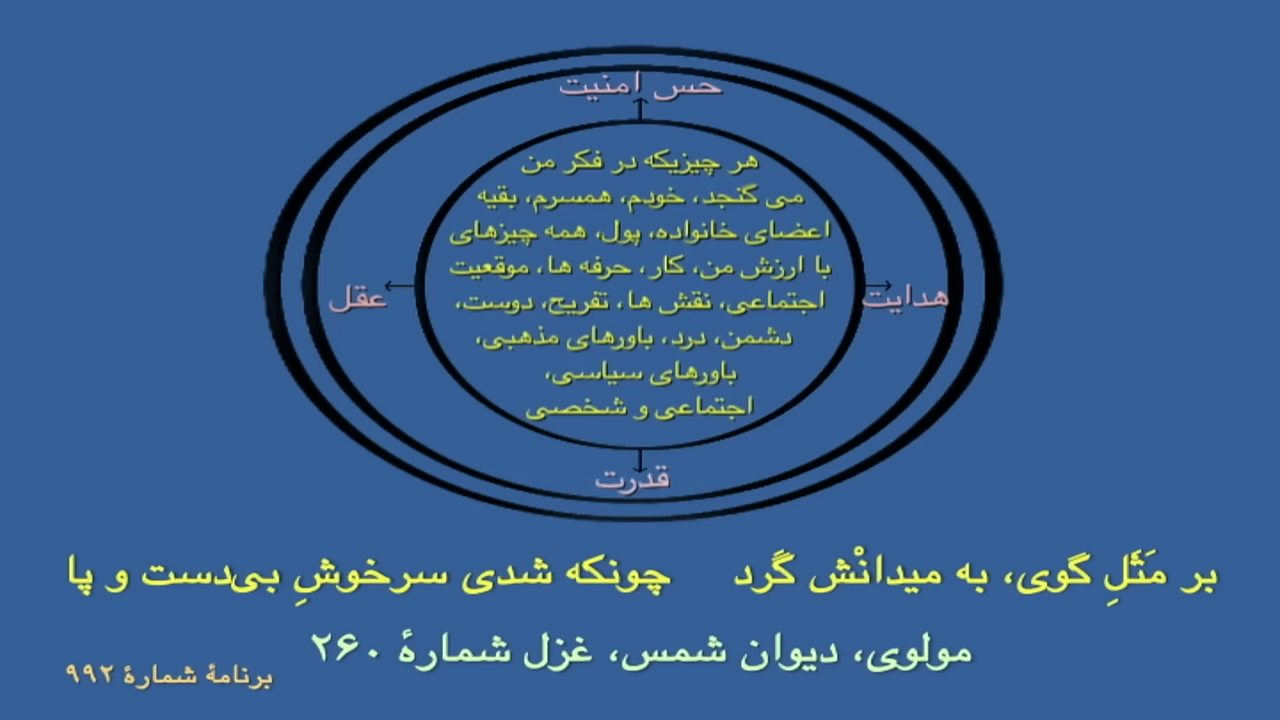 حس امنیت
هر چیزیکه در فکر من
می گنجد، خودم، همسرم، بقیه
اعضای خانواده، پول، همه چیزهای
با ارزش من، کار، حرفه ها، موقعیت
اجتماعی، نقش ها، تفریح، دوست،
دشمن، درد، باورهای مذهبی،
باورهای سیاسی،
اجتماعی و شخصی
هدایت
عقل
قدرت
بر مَثَلِ گوی، به میدانْش گَرد چونکه شدی سرخوشِ بی‌دست و پا
مولوی، دیوان شمس، غزل شمارهٔ ۲۶۰
برنامهٔ شمارهٔ ۹۹۲